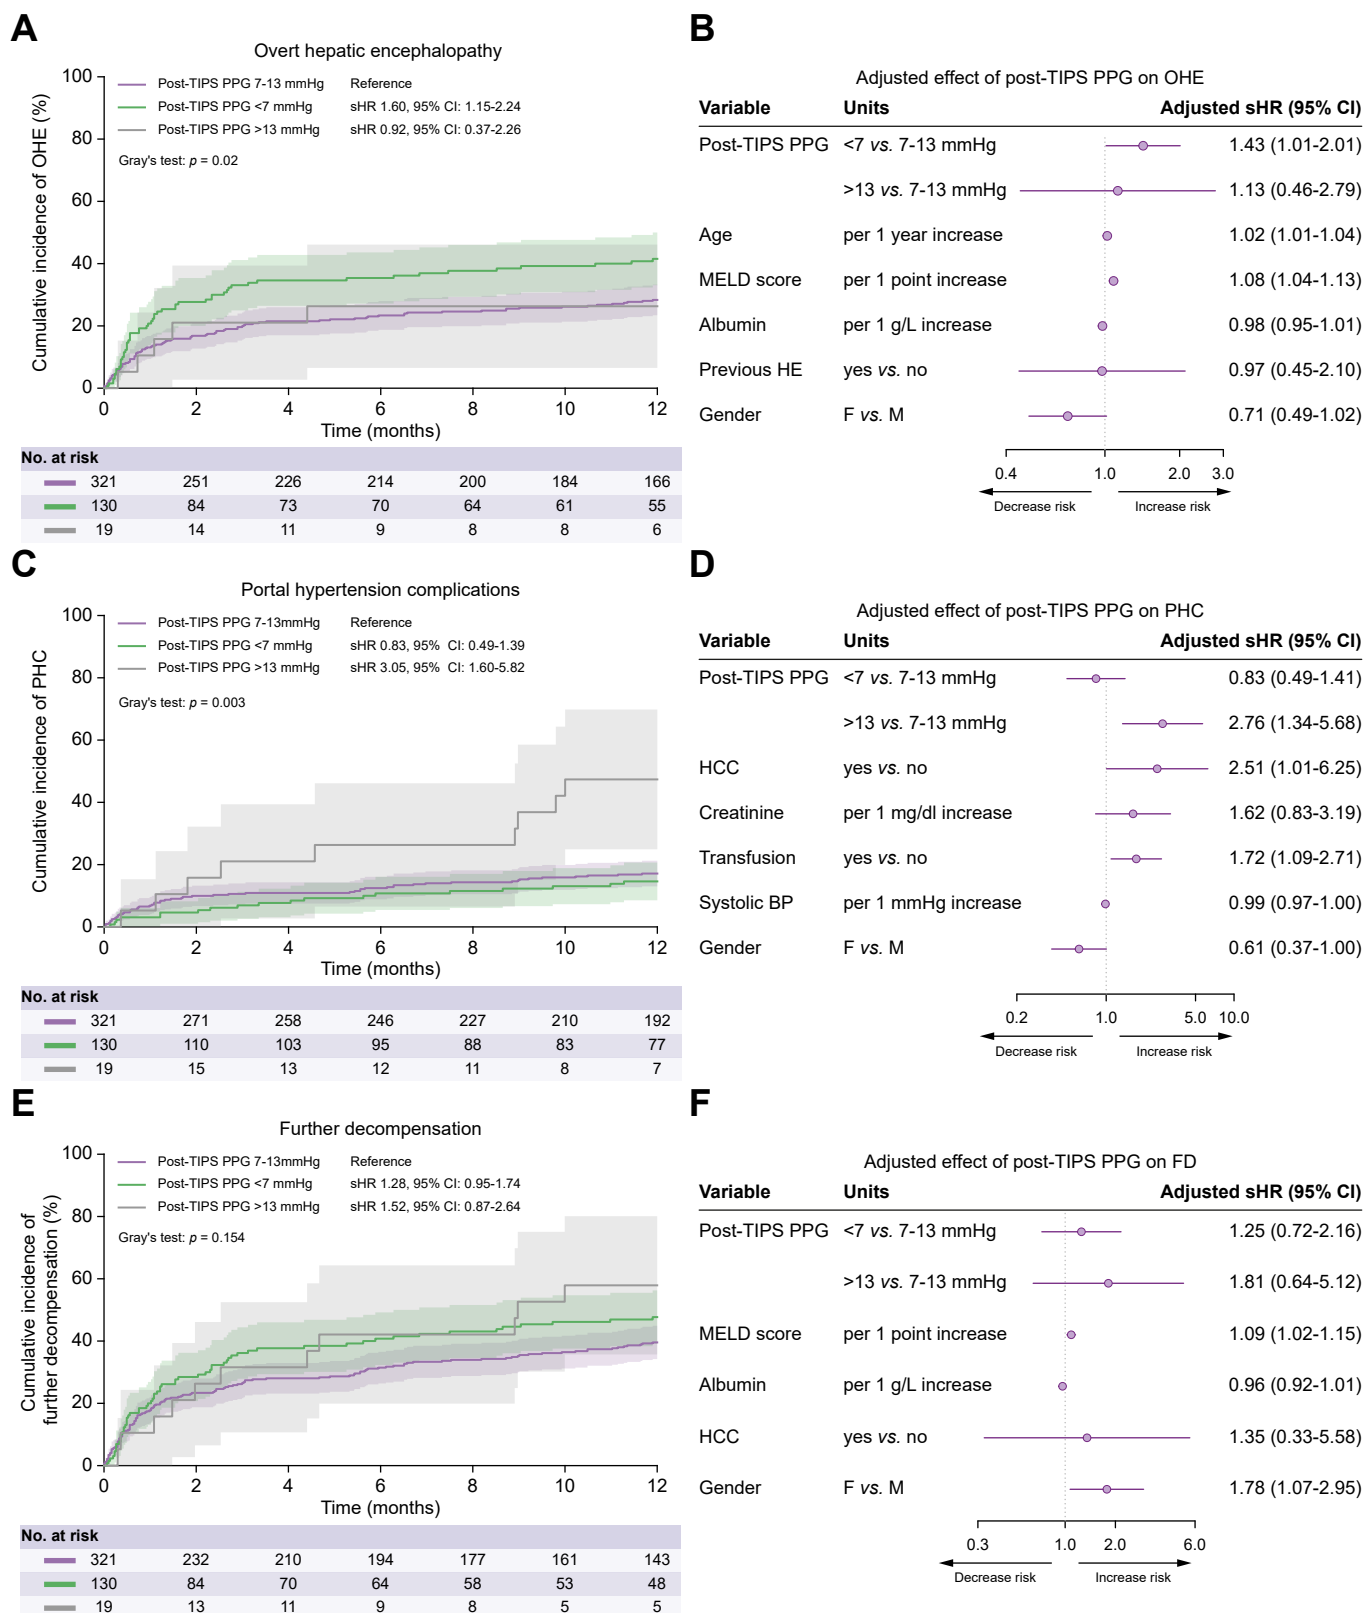 A
Overt hepatic encephalopathy
Post-TIPS PPG 7-13 mmHg Reference
Post-TIPS PPG <7 mmHg sHR 1.60, 95% CI: 1.15-2.24
Post-TIPS PPG >13 mmHg sHR 0.92, 95% CI: 0.37-2.26
Gray's test: p = 0.02
Cumulative incidence of OHE (%)
100
80
60
40
20
0
0 2 4 6 8 10 12
Time (months)
No. at risk
321 251 226 214 200 184 166
130 84 73 70 64 61 55
19 14 11 9 8 8 6
B
Adjusted effect of post-TIPS PPG on OHE
Variable Units Adjusted sHR (95% CI)
Post-TIPS PPG <7 vs. 7-13 mmHg 1.43 (1.01-2.01)
>13 vs. 7-13 mmHg 1.13 (0.46-2.79)
Age per 1 year increase 1.02 (1.01-1.04)
MELD score per 1 point increase 1.08 (1.04-1.13)
Albumin per 1 g/L increase 0.98 (0.95-1.01)
Previous HE yes vs. no 0.97 (0.45-2.10)
Gender F vs. M 0.71 (0.49-1.02)
0.4 1.0 2.0 3.0
Decrease risk Increase risk
C
Portal hypertension complications
Post-TIPS PPG 7-13mmHg Reference
Post-TIPS PPG <7 mmHg sHR 0.83, 95% CI: 0.49-1.39
Post-TIPS PPG >13 mmHg sHR 3.05, 95% CI: 1.60-5.82
Gray's test: p = 0.003
Cumulative incidence of PHC
100
80
60
40
20
0
0 2 4 6 8 10 12
Time (months)
No. at risk
321 271 258 246 227 210 192
130 110 103 95 88 83 77
19 15 13 12 11 8 7
D
Adjusted effect of post-TIPS PPG on PHC
Variable Units Adjusted sHR (95% CI)
Post-TIPS PPG <7 vs. 7-13 mmHg 0.83 (0.49-1.41)
>13 vs. 7-13 mmHg 2.76 (1.34-5.68)
HCC yes vs. no 2.51 (1.01-6.25)
Creatinine per 1 mg/dl increase 1.62 (0.83-3.19)
Transfusion yes vs. no 1.72 (1.09-2.71)
Systolic BP per 1 mmHg increase 0.99 (0.97-1.00)
Gender F vs. M 0.61 (0.37-1.00)
0.2 1.0 5.0 10.0
Decrease risk Increase risk
E
Further decompensation
Post-TIPS PPG 7-13mmHg Reference
Post-TIPS PPG <7 mmHg sHR 1.28, 95% CI: 0.95-1.74
Post-TIPS PPG >13 mmHg sHR 1.52, 95% CI: 0.87-2.64
Gray's test: p = 0.154
Cumulative incidence of
further decompensation (%)
100
80
60
40
20
0
0 2 4 6 8 10 12
Time (months)
No. at risk
321 232 210 194 177 161 143
130 84 70 64 58 53 48
19 13 11 9 8 5 5
F
Adjusted effect of post-TIPS PPG on FD
Variable Units Adjusted sHR (95% CI)
Post-TIPS PPG <7 vs. 7-13 mmHg 1.25 (0.72-2.16)
>13 vs. 7-13 mmHg 1.81 (0.64-5.12)
MELD score per 1 point increase 1.09 (1.02-1.15)
Albumin per 1 g/L increase 0.96 (0.92-1.01)
HCC yes vs. no 1.35 (0.33-5.58)
Gender F vs. M 1.78 (1.07-2.95)
0.3 1.0 2.0 6.0
Decrease risk Increase risk